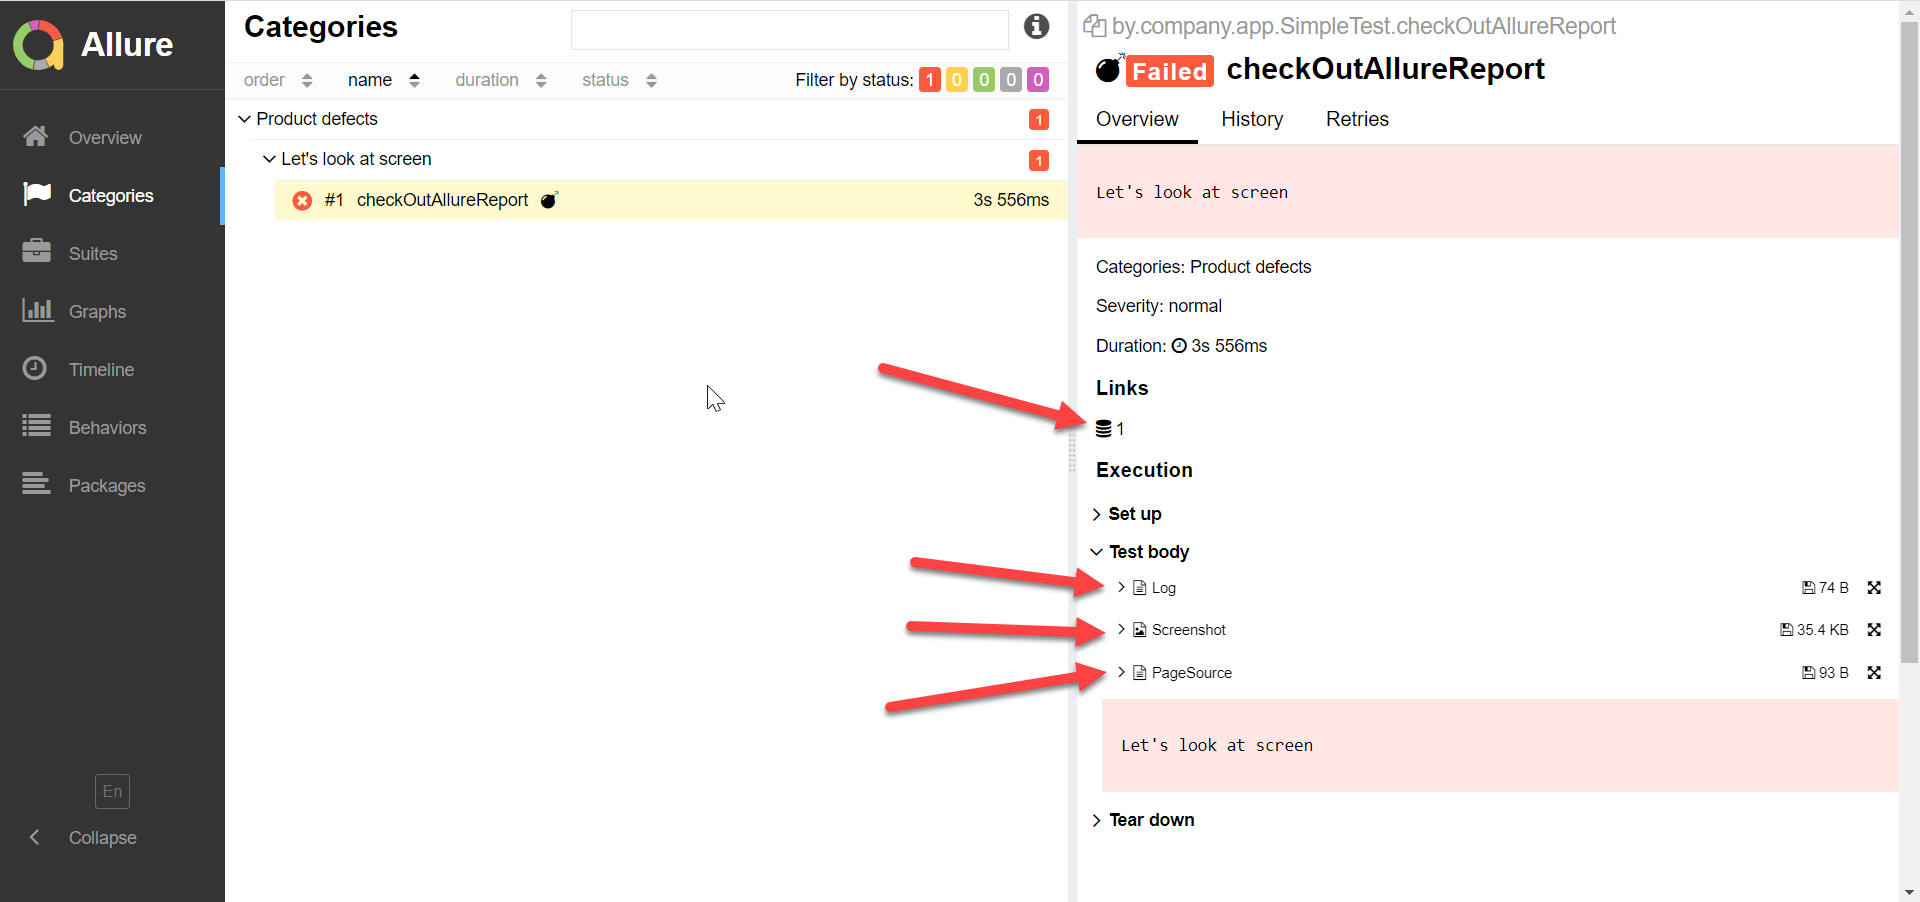 Allure
Overview
Categories
Suites
Graphs
Timeline
Behaviors
Packages
En
Collapse
Categories
order name duration status Filter by status: 1 0 0 0 0
Product defects 1
Let's look at screen 1
#1 checkOutAllureReport 3s 556ms
by.company.app.SimpleTest.checkOutAllureReport
Failed checkOutAllureReport
Overview History Retries
Let's look at screen
Categories: Product defects
Severity: normal
Duration: 3s 556ms
Links
1
Execution
Set up
Test body
Log 74 B
Screenshot 35.4 KB
PageSource 93 B
Let's look at screen
Tear down